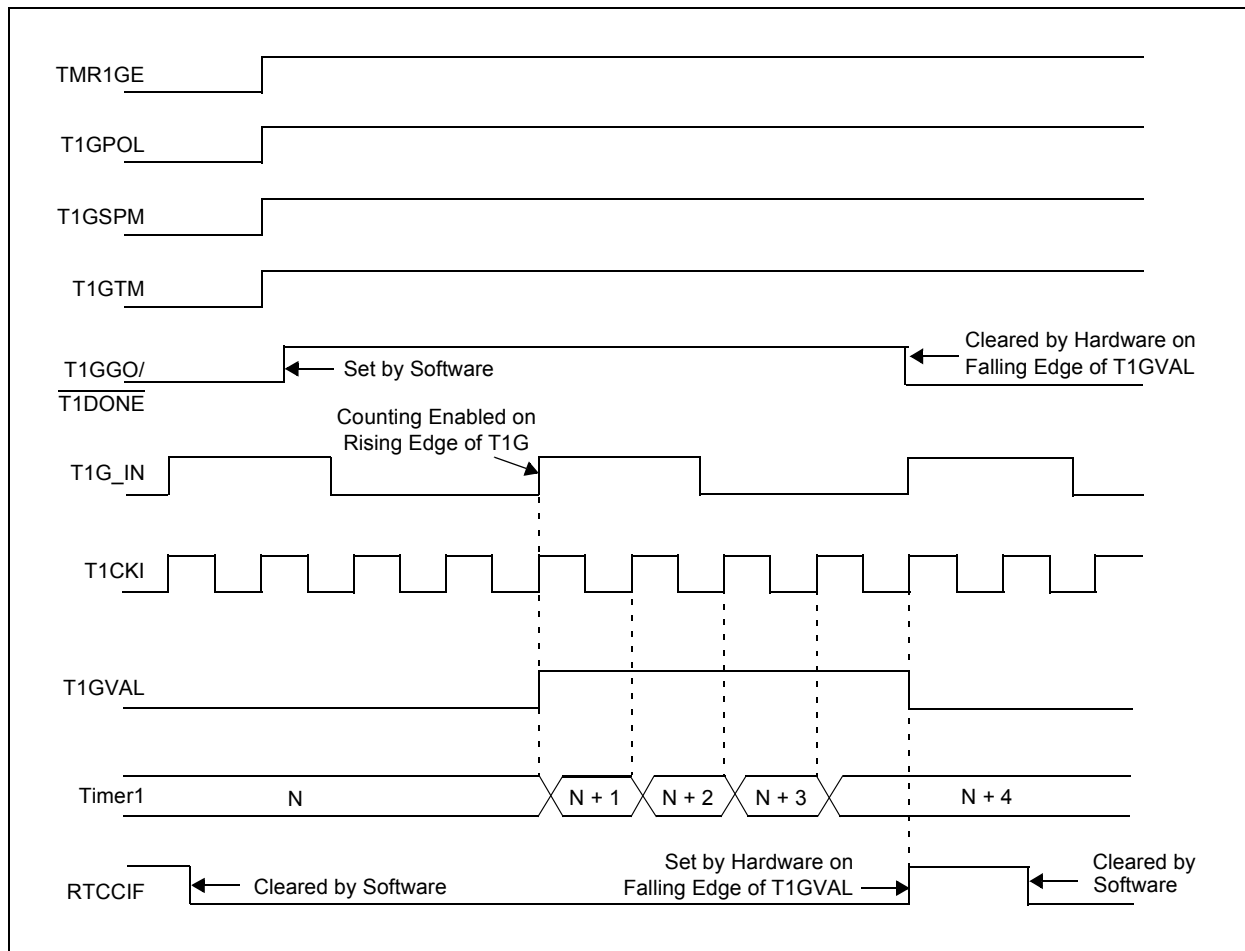 TMR1GE
T1GPOL
T1GSPM
T1GTM
T1GGO/
T1DONE
Set by Software
Cleared by Hardware on
Falling Edge of T1GVAL
Counting Enabled on
Rising Edge of T1G
T1G_IN
T1CKI
T1GVAL
Timer1
N
N + 1
N + 2
N + 3
N + 4
RTCCIF
Cleared by Software
Set by Hardware on
Falling Edge of T1GVAL
Cleared by
Software